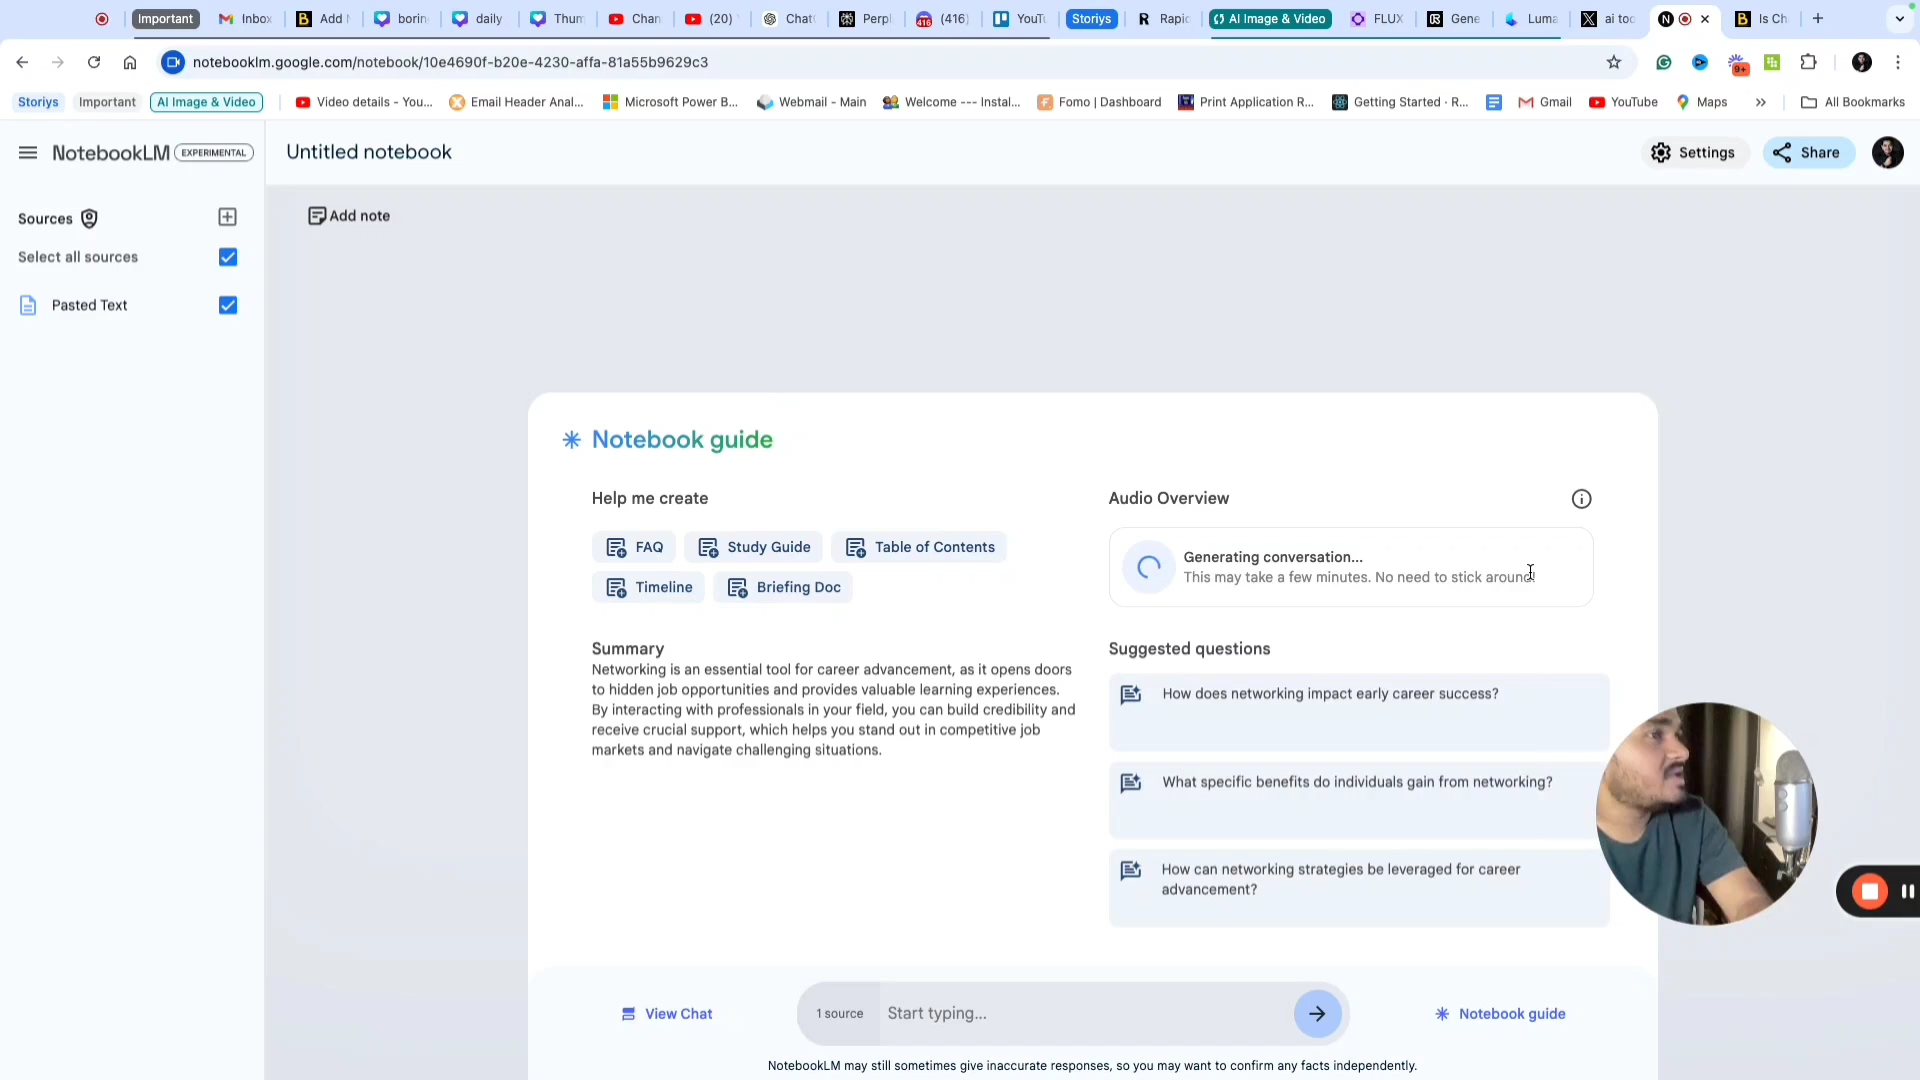 Important
Inbox
Add
borin
daily
Thum
Chan
(20)
Chat
Perpl
416
(416)
YouTu
Storiys
R Rapid
AI Image & Video
FLUX
Gene
Luma
ai too
N
Is Ch
notebooklm.google.com/notebook/10e4690f-b20e-4230-affa-81a55b9629c3
9+
Storiys
Important
AI Image & Video
Video details - You...
Email Header Anal...
Microsoft Power B...
Webmail - Main
Welcome --- Instal...
Fomo | Dashboard
Print Application R...
Getting Started · R...
Gmail
YouTube
Maps
»
All Bookmarks
NotebookLM EXPERIMENTAL
Untitled notebook
Settings
Share
Sources
Add note
Select all sources
Pasted Text
Notebook guide
Help me create
Audio Overview
FAQ
Study Guide
Table of Contents
Timeline
Briefing Doc
Generating conversation...
This may take a few minutes. No need to stick around.
Summary
Networking is an essential tool for career advancement, as it opens doors
to hidden job opportunities and provides valuable learning experiences.
By interacting with professionals in your field, you can build credibility and
receive crucial support, which helps you stand out in competitive job
markets and navigate challenging situations.
Suggested questions
How does networking impact early career success?
What specific benefits do individuals gain from networking?
How can networking strategies be leveraged for career
advancement?
View Chat
1 source
Start typing...
Notebook guide
NotebookLM may still sometimes give inaccurate responses, so you may want to confirm any facts independently.